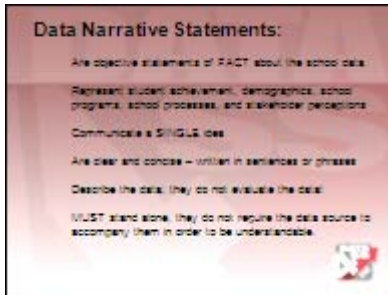 Data Narrative Statements:
Are objective statements of FACT about the school data
Represent student achievement, demographics, school
programs, school processes, and stakeholder perceptions
Communicate a SINGLE idea
Are clear and concise – written in sentences or phrases
Describe the data; they do not evaluate the data!
MUST stand alone, they do not require the data source to
accompany them in order to be understandable.